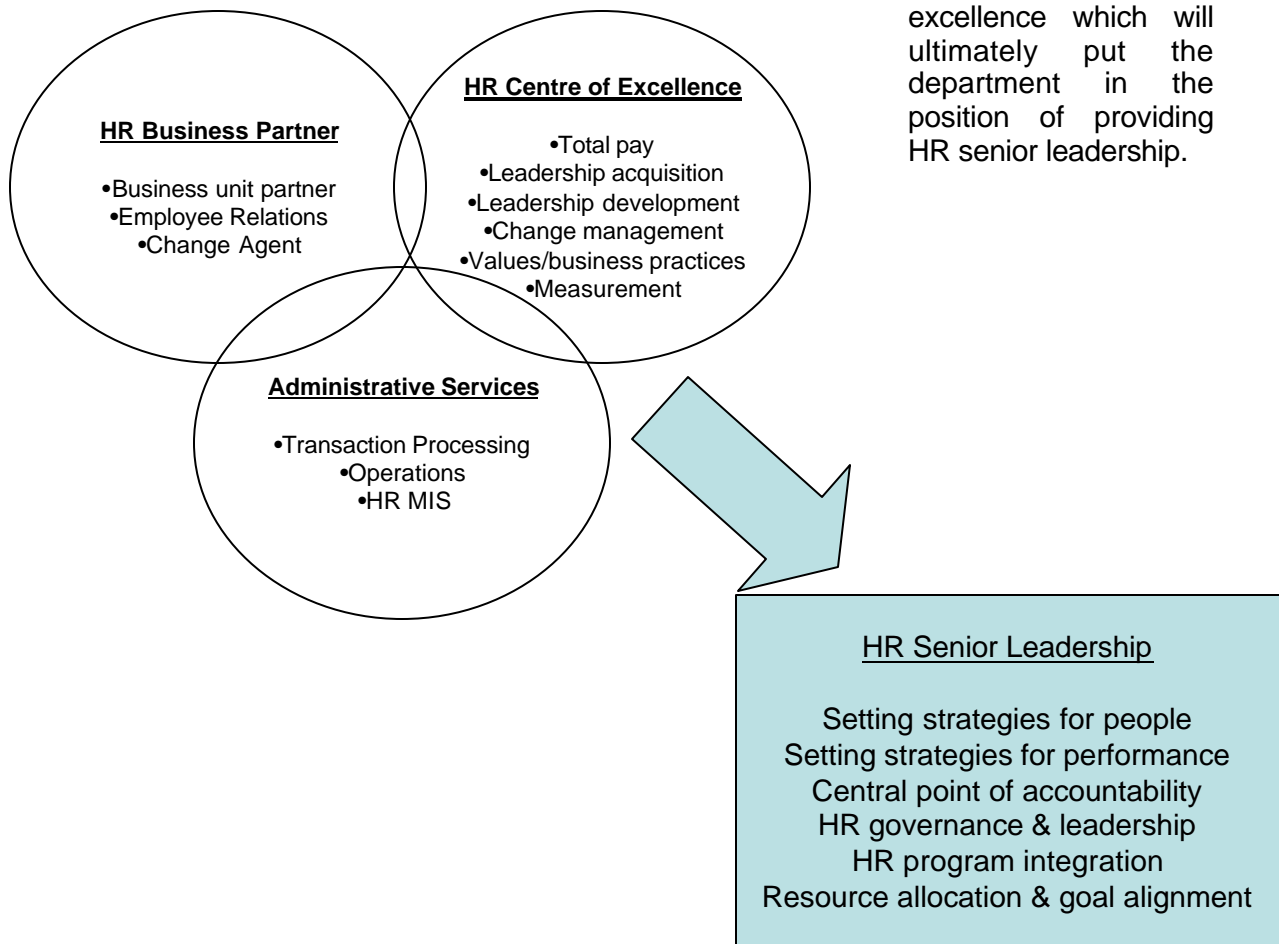 excellence which will
ultimately put the
department in the
position of providing
HR senior leadership.
HR Business Partner
•Business unit partner
•Employee Relations
•Change Agent
HR Centre of Excellence
•Total pay
•Leadership acquisition
•Leadership development
•Change management
•Values/business practices
•Measurement
Administrative Services
•Transaction Processing
•Operations
•HR MIS
HR Senior Leadership
Setting strategies for people
Setting strategies for performance
Central point of accountability
HR governance & leadership
HR program integration
Resource allocation & goal alignment